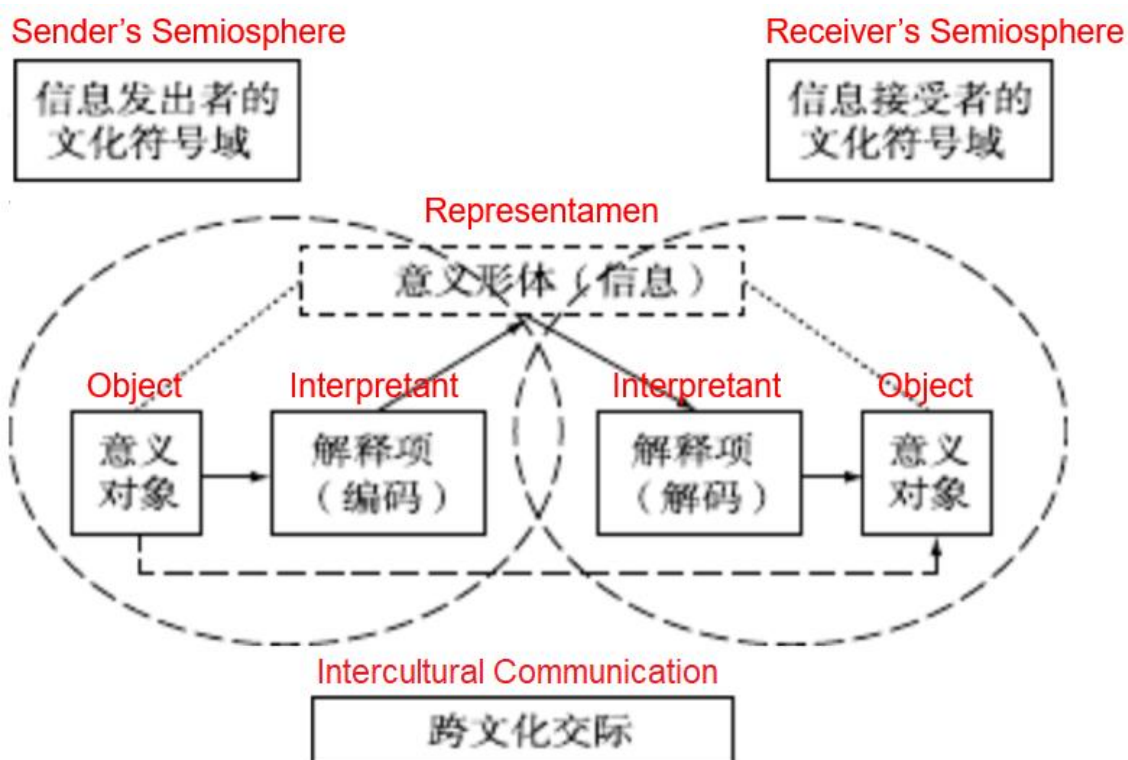 Sender’s Semiosphere
Receiver’s Semiosphere
信息发出者的
文化符号域
信息接受者的
文化符号域
Representamen
意义形体（信息）
Object
Interpretant
Interpretant
Object
意义
对象
解释项
（编码）
解释项
（解码）
意义
对象
Intercultural Communication
跨文化交际